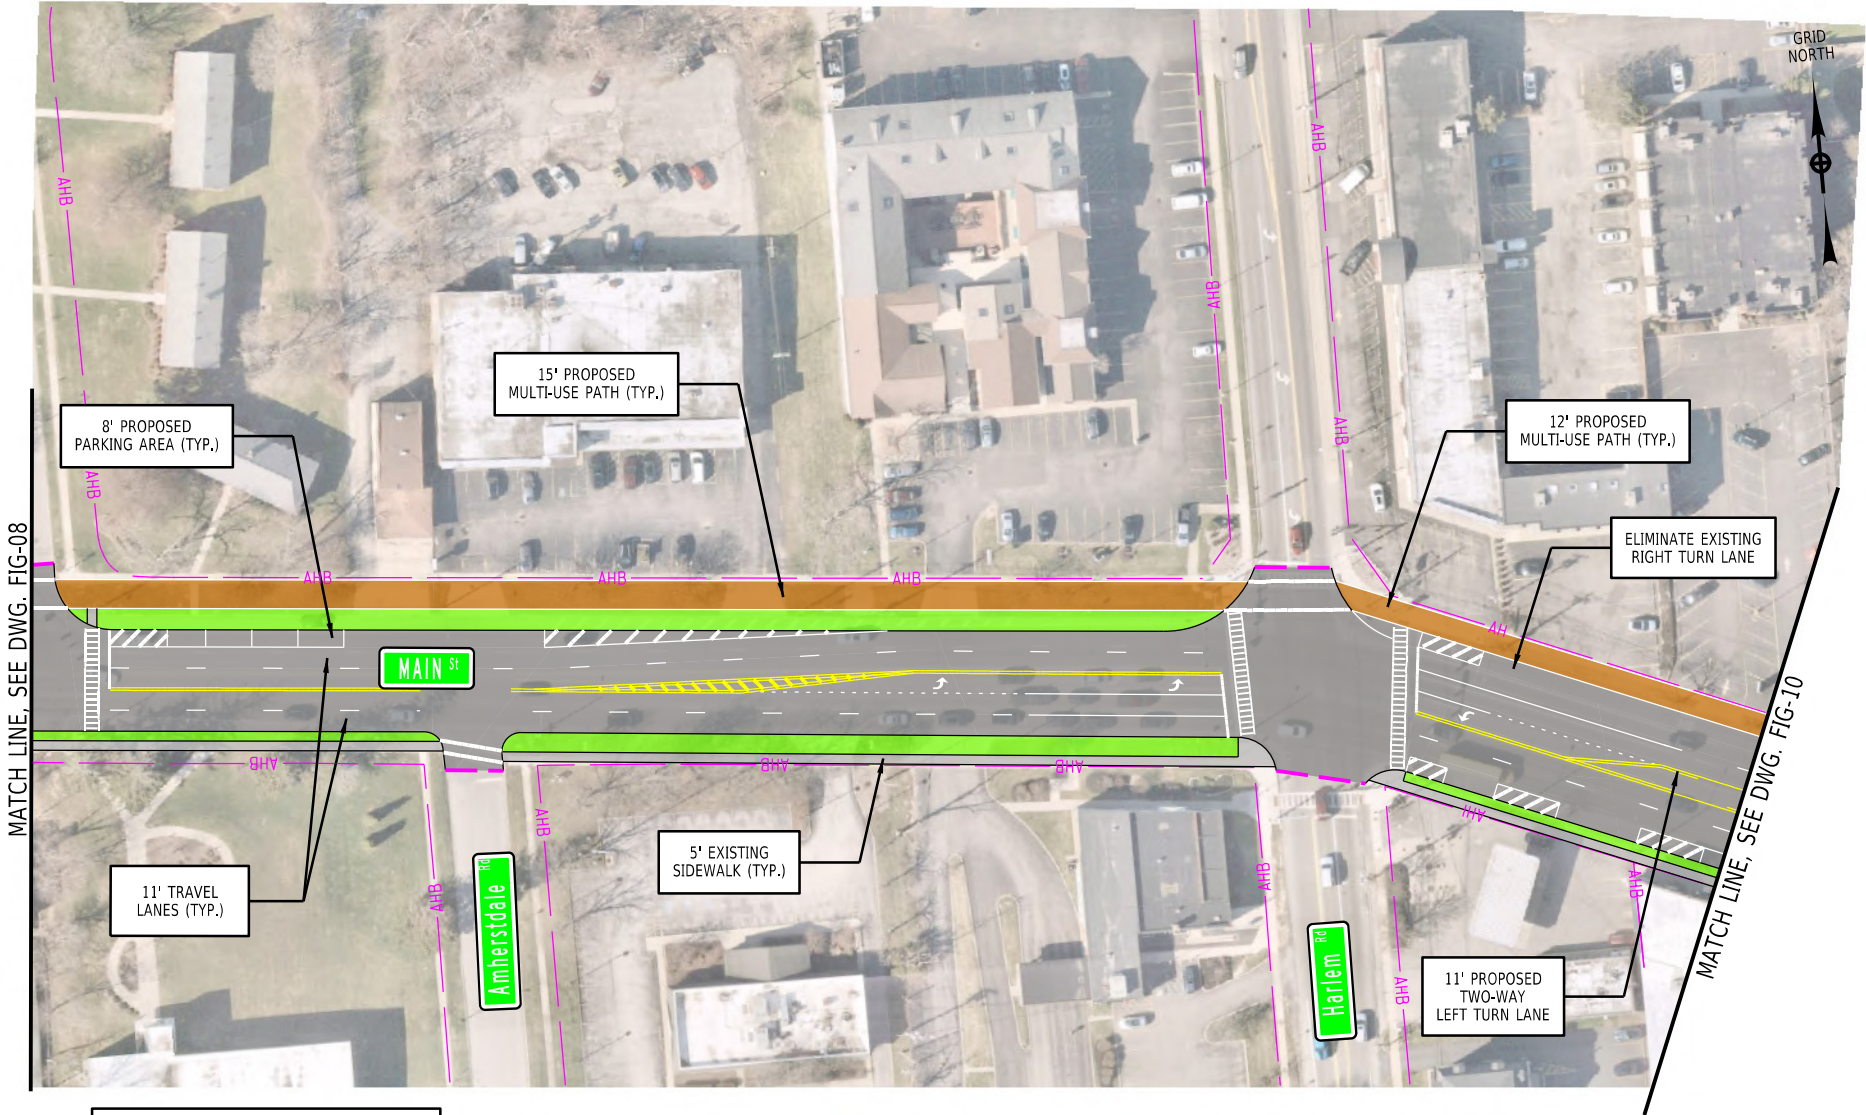 GRID
NORTH
AHB
AHB
AHB
AHB
15' PROPOSED
MULTI-USE PATH (TYP.)
8' PROPOSED
PARKING AREA (TYP.)
12' PROPOSED
MULTI-USE PATH (TYP.)
AHB
AHB
ELIMINATE EXISTING
RIGHT TURN LANE
MATCH LINE, SEE DWG. FIG-08
AHB
AHB
AHB
AH
MAIN St
MATCH LINE, SEE DWG. FIG-10
AHB
AHB
AHB
AHB
5' EXISTING
SIDEWALK (TYP.)
11' TRAVEL
LANES (TYP.)
AHB
AHB
AHB
Amherstdale Rd
Harlem Rd
AHB
11' PROPOSED
TWO-WAY
LEFT TURN LANE